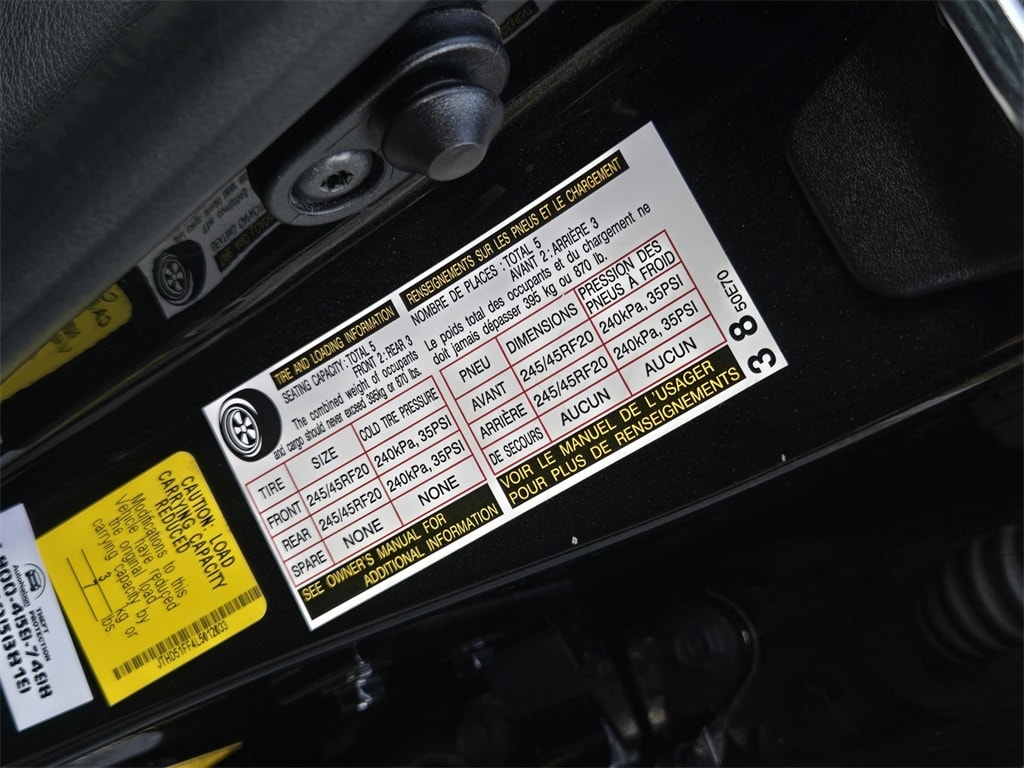 TIRE AND LOADING INFORMATION
SEATING CAPACITY: TOTAL 5
FRONT 2: REAR 3
The combined weight of occupants
and cargo should never exceed 395kg or 870 lbs.
TIRE SIZE COLD TIRE PRESSURE
FRONT 245/45RF20 240kPa, 35PSI
REAR 245/45RF20 240kPa, 35PSI
SPARE NONE NONE
SEE OWNER'S MANUAL FOR
ADDITIONAL INFORMATION
RENSEIGNEMENTS SUR LES PNEUS ET LE CHARGEMENT
NOMBRE DE PLACES : TOTAL 5
AVANT 2 : ARRIÈRE 3
Le poids total des occupants et du chargement ne
doit jamais dépasser 395 kg ou 870 lb.
PNEU DIMENSIONS PRESSION DES
PNEUS À FROID
AVANT 245/45RF20 240kPa, 35PSI
ARRIÈRE 245/45RF20 240kPa, 35PSI
DE SECOURS AUCUN AUCUN
VOIR LE MANUEL DE L'USAGER
POUR PLUS DE RENSEIGNEMENTS
38 50E70
CAUTION: LOAD
CARRYING CAPACITY
REDUCED
Modifications to this
Vehicle have reduced
the original load
carrying capacity by
kg or
3 lbs.
JTHD51FF4L5012033
AutoNation
THEFT
PROTECTION